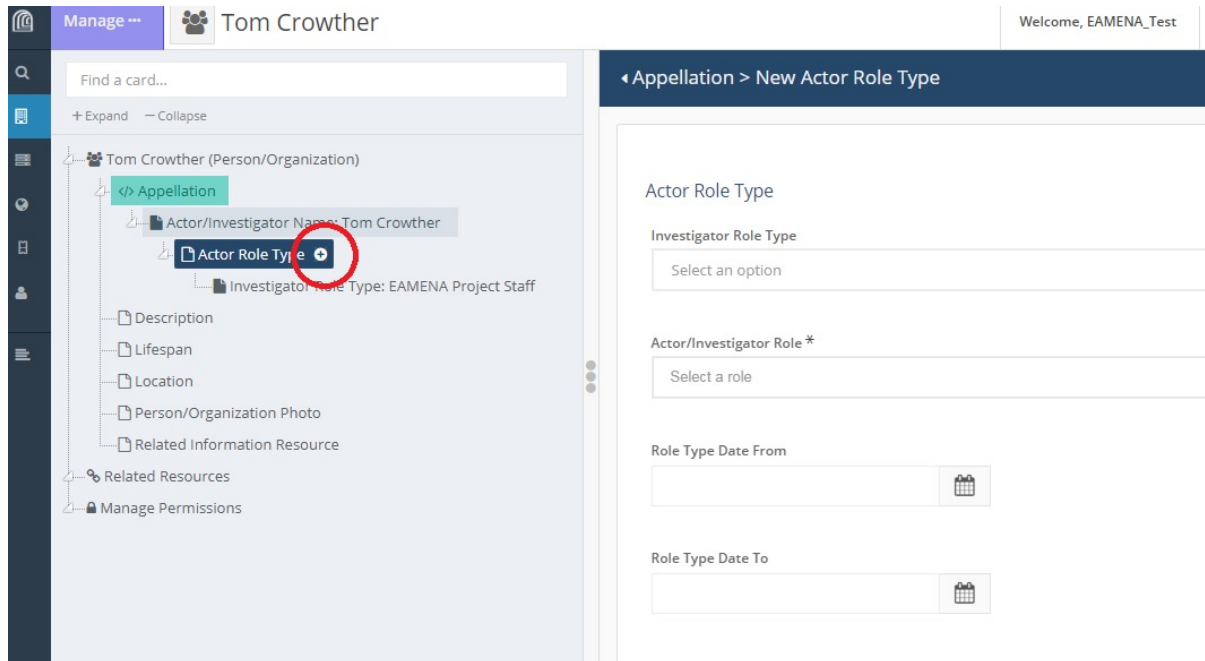 Manage ···
Tom Crowther
Welcome, EAMENA_Test
Find a card...
+ Expand − Collapse
Tom Crowther (Person/Organization)
</> Appellation
Actor/Investigator Name: Tom Crowther
Actor Role Type
Investigator Role Type: EAMENA Project Staff
Description
Lifespan
Location
Person/Organization Photo
Related Information Resource
Related Resources
Manage Permissions
Appellation > New Actor Role Type
Actor Role Type
Investigator Role Type
Select an option
Actor/Investigator Role *
Select a role
Role Type Date From
Role Type Date To